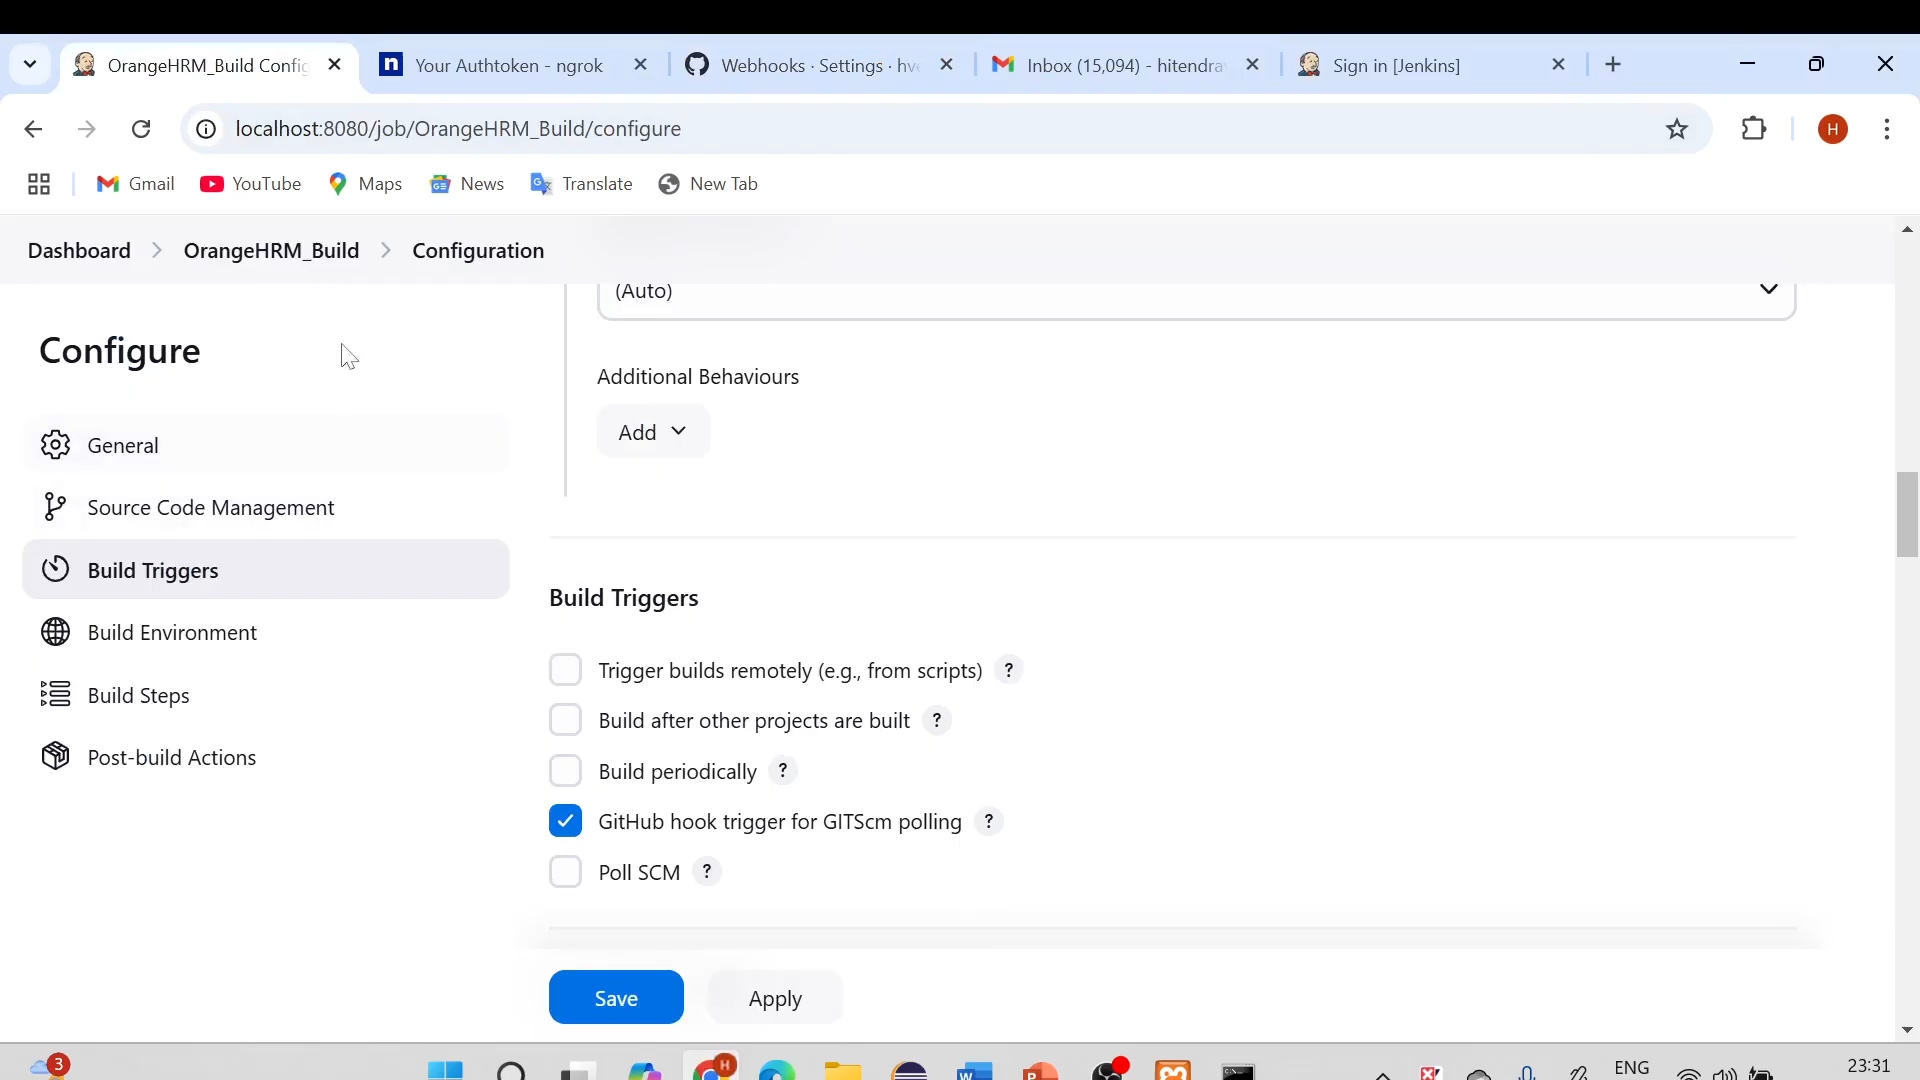 OrangeHRM_Build Config
Your Authtoken - ngrok
Webhooks · Settings · hve
Inbox (15,094) - hitendra
Sign in [Jenkins]
localhost:8080/job/OrangeHRM_Build/configure
H
Gmail
YouTube
Maps
News
Translate
New Tab
Dashboard
OrangeHRM_Build
Configuration
(Auto)
Configure
Additional Behaviours
Add
General
Source Code Management
Build Triggers
Build Environment
Build Steps
Post-build Actions
Build Triggers
Trigger builds remotely (e.g., from scripts) ?
Build after other projects are built ?
Build periodically ?
GitHub hook trigger for GITScm polling ?
Poll SCM ?
Save
Apply
3
H
ENG
23:31